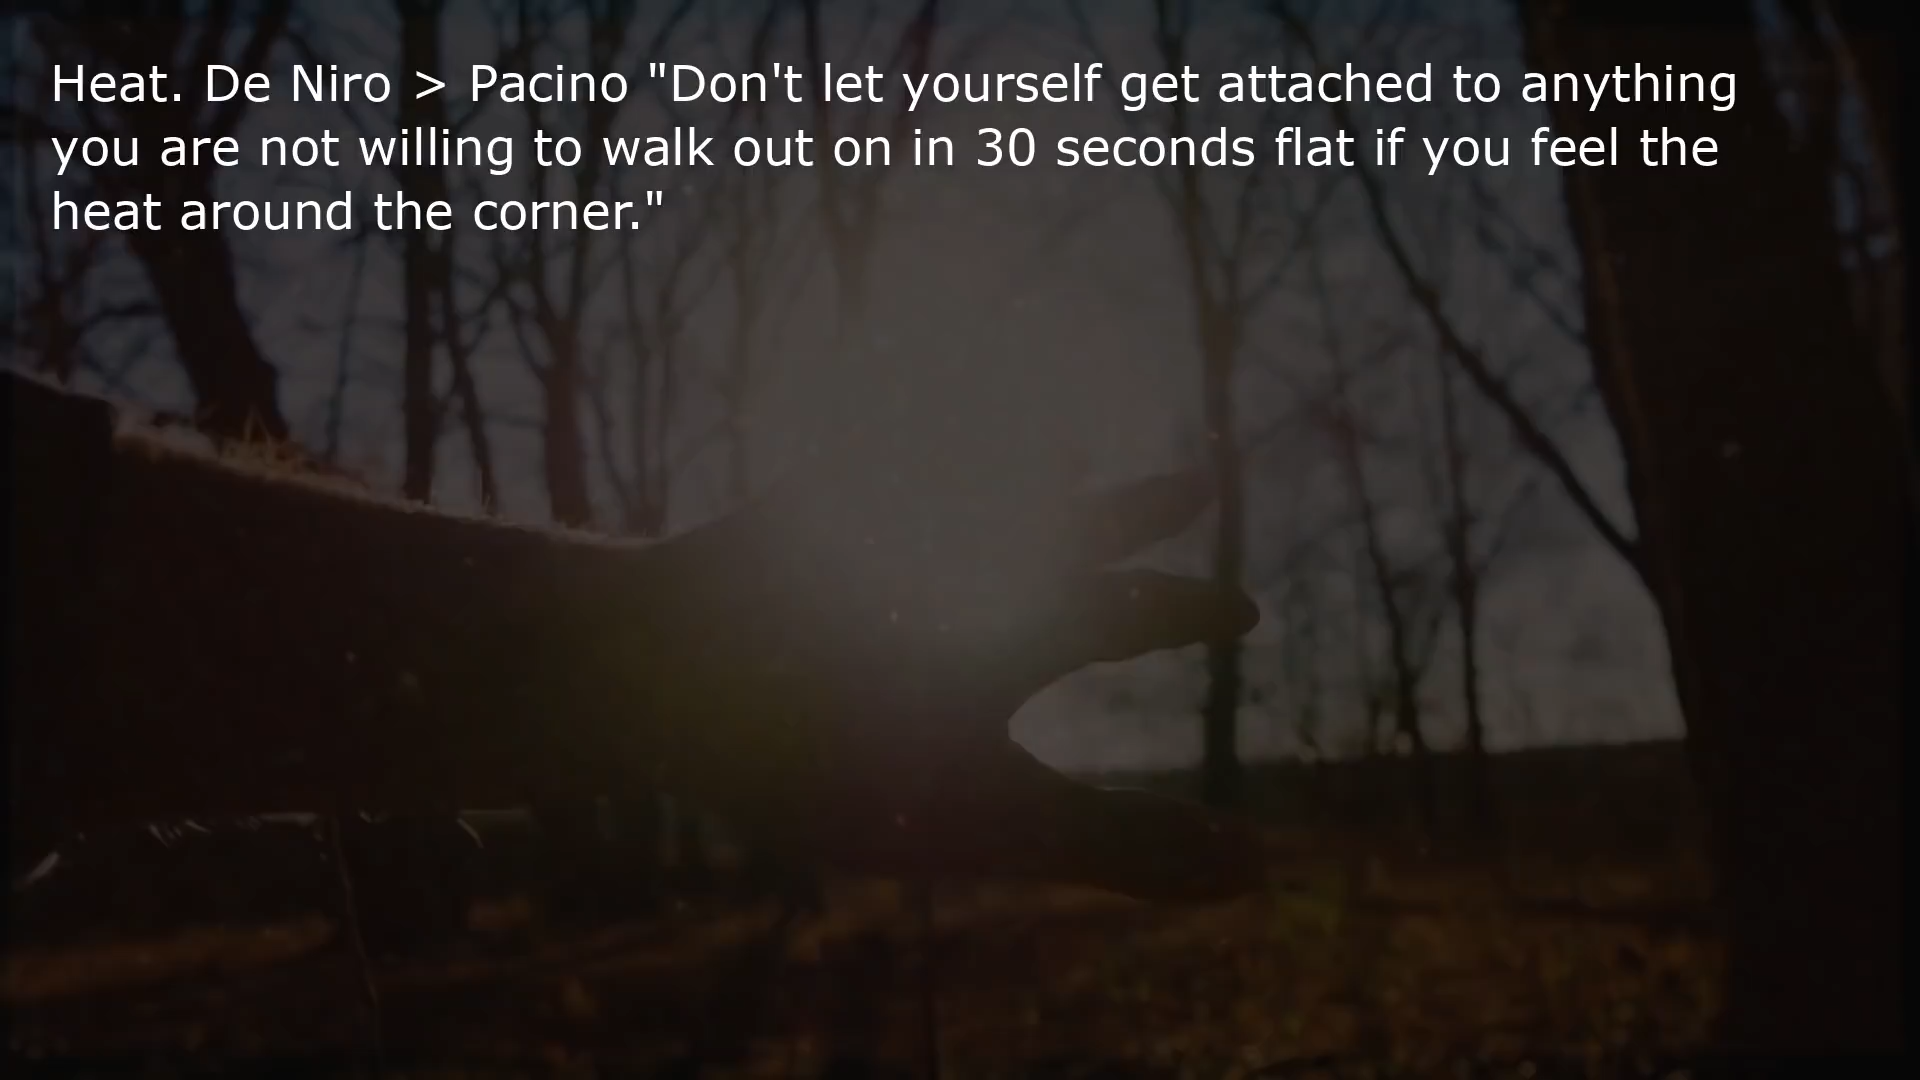 Heat. De Niro > Pacino "Don't let yourself get attached to anything
you are not willing to walk out on in 30 seconds flat if you feel the
heat around the corner."